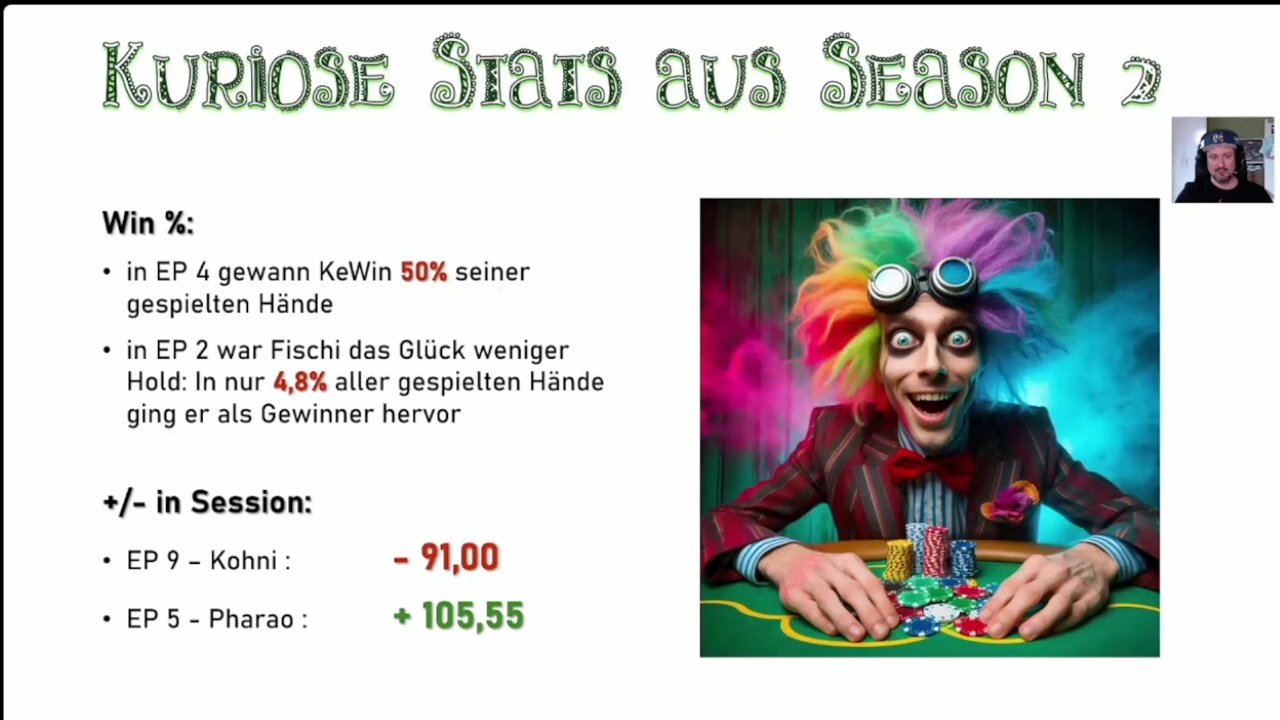 Kuriose Stats aus Season 2
Win %:
• in EP 4 gewann KeWin 50% seiner
gespielten Hände
• in EP 2 war Fischi das Glück weniger
Hold: In nur 4,8% aller gespielten Hände
ging er als Gewinner hervor
+/- in Session:
• EP 9 – Kohni : - 91,00
• EP 5 - Pharao : + 105,55